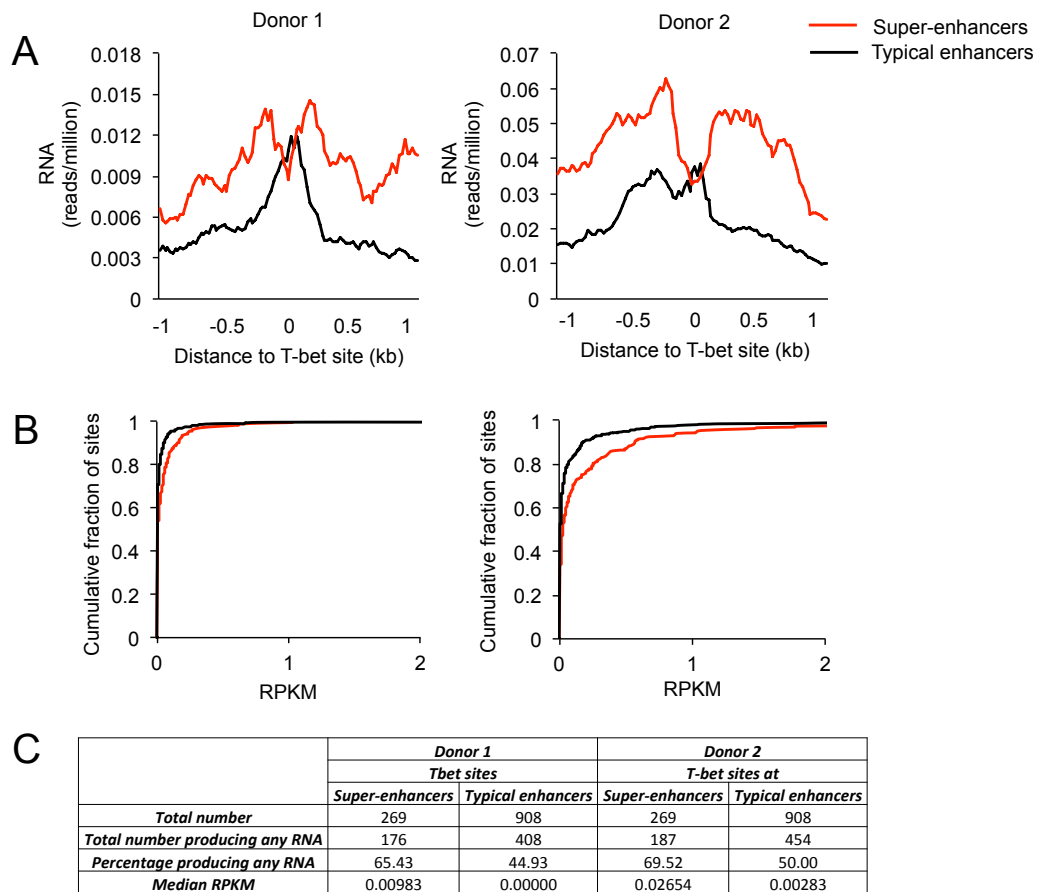 Donor 1
Donor 2
Super-enhancers
Typical enhancers
A
0.018
0.015
0.012
0.009
0.006
0.003
0
RNA
(reads/million)
-1 -0.5 0 0.5 1
Distance to T-bet site (kb)
0.07
0.06
0.05
0.04
0.03
0.02
0.01
0
RNA
(reads/million)
-1 -0.5 0 0.5 1
Distance to T-bet site (kb)
B
1
0.8
0.6
0.4
0.2
0
Cumulative fraction of sites
0 1 2
RPKM
1
0.8
0.6
0.4
0.2
0
Cumulative fraction of sites
0 1 2
RPKM
C
Donor 1 Donor 2
Tbet sites T-bet sites at
Super-enhancers Typical enhancers Super-enhancers Typical enhancers
Total number 269 908 269 908
Total number producing any RNA 176 408 187 454
Percentage producing any RNA 65.43 44.93 69.52 50.00
Median RPKM 0.00983 0.00000 0.02654 0.00283